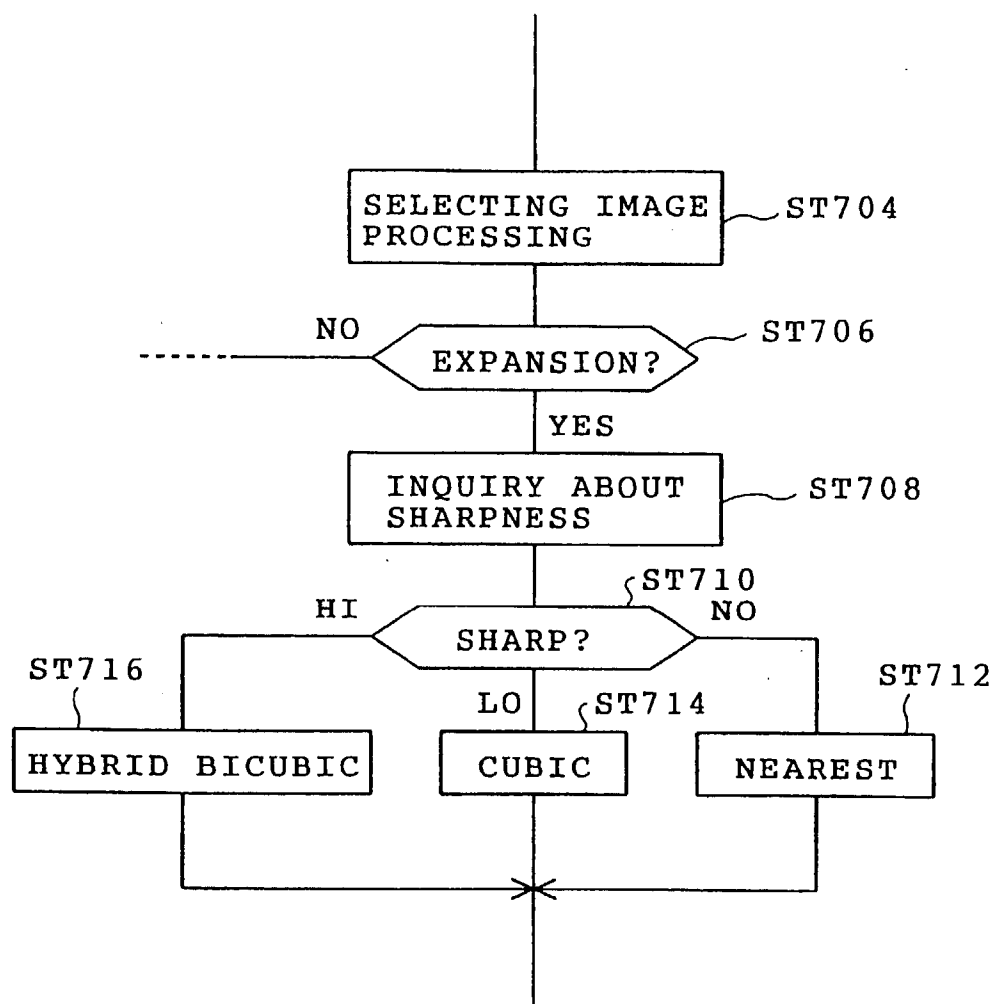 SELECTING IMAGE
PROCESSING
ST704
NO
EXPANSION?
ST706
YES
INQUIRY ABOUT
SHARPNESS
ST708
ST710
HI
SHARP?
NO
ST716
LO
ST714
ST712
HYBRID BICUBIC
CUBIC
NEAREST